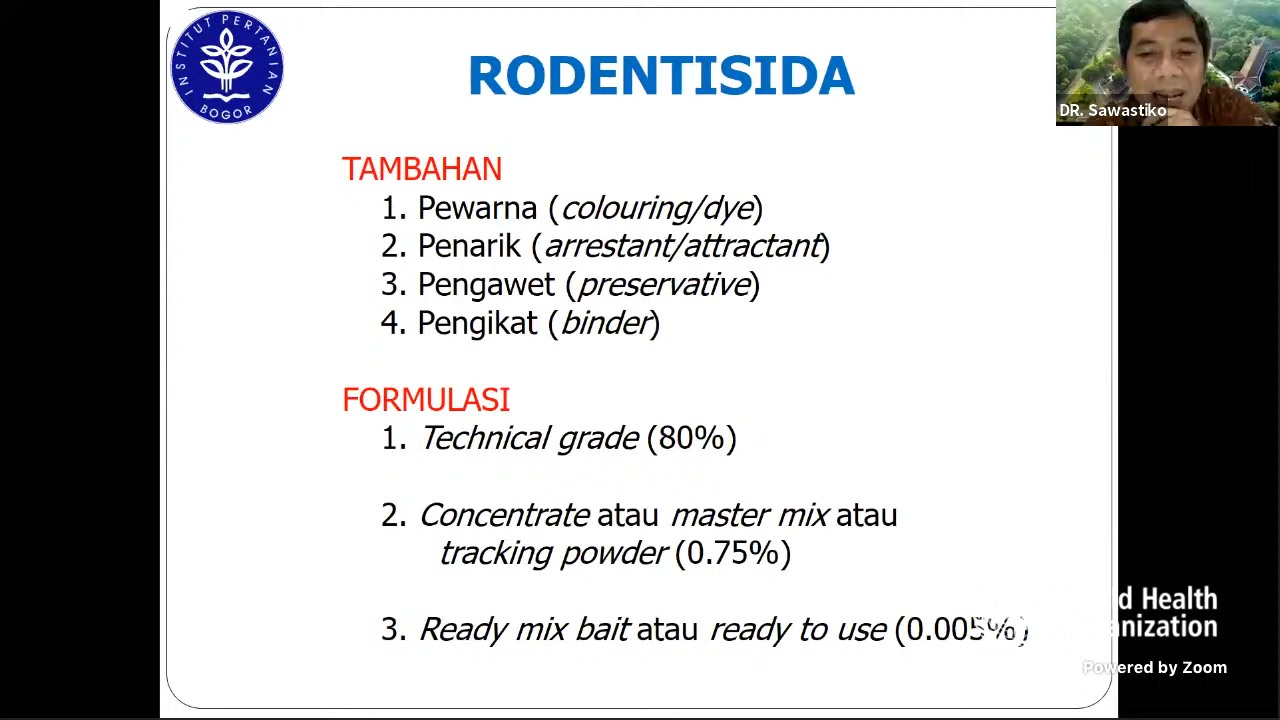 INSTITUT PERTANIAN
BOGOR
RODENTISIDA
DR. Sawastiko
TAMBAHAN
1. Pewarna (colouring/dye)
2. Penarik (arrestant/attractant)
3. Pengawet (preservative)
4. Pengikat (binder)
FORMULASI
1. Technical grade (80%)
2. Concentrate atau master mix atau
tracking powder (0.75%)
3. Ready mix bait atau ready to use (0.005%)
Health
Powered by Zoom